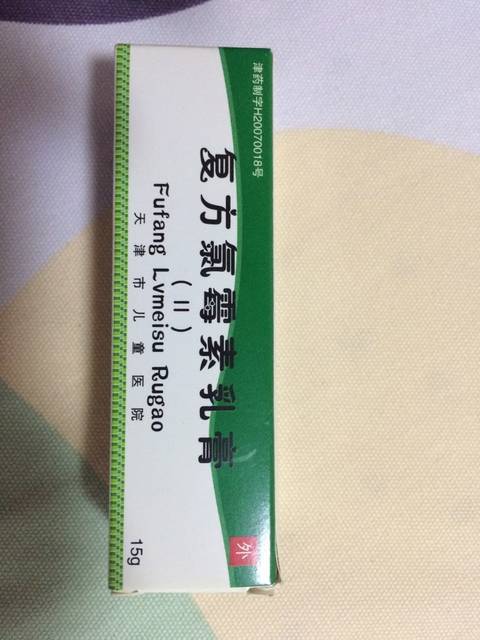 津药制字H20070018号
复方氯霉素乳膏
(II)
Fufang Lvmeisu Rugao
天津市儿童医院
外
15g